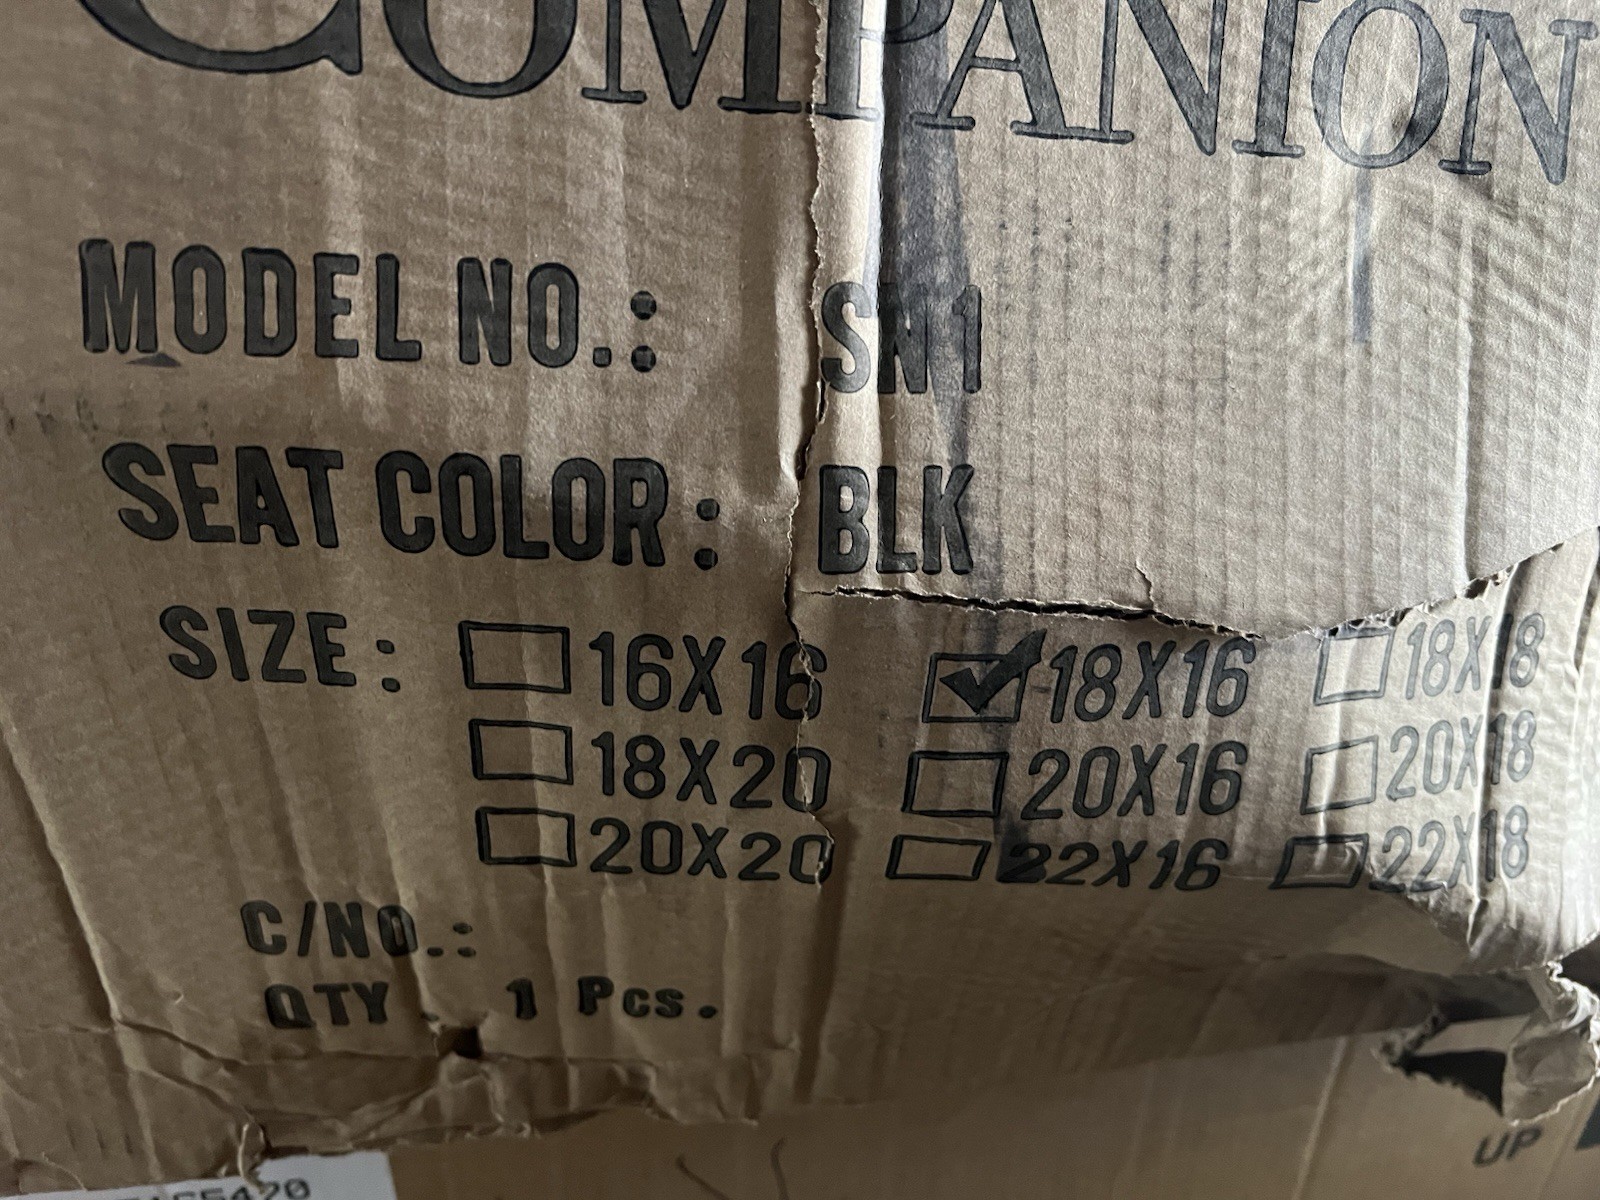 COMPANION
MODEL NO.: SN1
SEAT COLOR: BLK
SIZE: 16X16 18X16 18X18
18X20 20X16 20X18
20X20 22X16 22X18
C/NO.:
QTY 1 Pcs.
UP